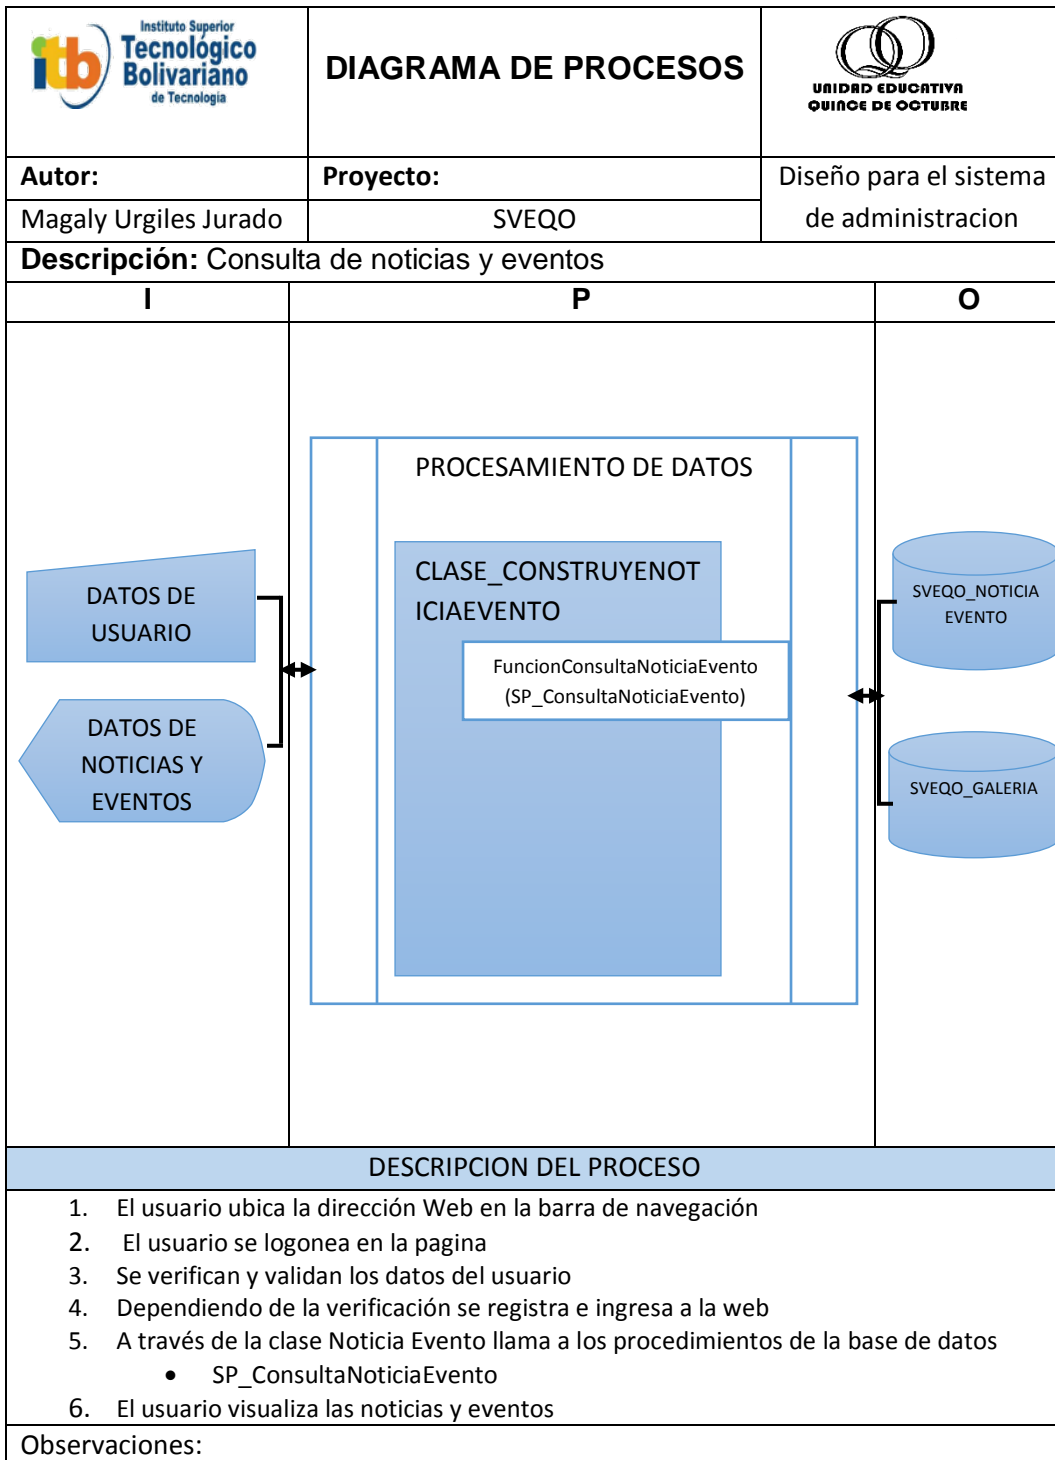 Instituto Superior
Tecnológico
Bolivariano
de Tecnología
itb
DIAGRAMA DE PROCESOS
UNIDAD EDUCATIVA
QUINCE DE OCTUBRE
Autor:
Proyecto:
Diseño para el sistema
de administracion
Magaly Urgiles Jurado
SVEQO
Descripción: Consulta de noticias y eventos
I
P
O
PROCESAMIENTO DE DATOS
CLASE_CONSTRUYENOT
ICIAEVENTO
FuncionConsultaNoticiaEvento
(SP_ConsultaNoticiaEvento)
DATOS DE
USUARIO
DATOS DE
NOTICIAS Y
EVENTOS
SVEQO_NOTICIA
EVENTO
SVEQO_GALERIA
DESCRIPCION DEL PROCESO
1. El usuario ubica la dirección Web en la barra de navegación
2. El usuario se logonea en la pagina
3. Se verifican y validan los datos del usuario
4. Dependiendo de la verificación se registra e ingresa a la web
5. A través de la clase Noticia Evento llama a los procedimientos de la base de datos
• SP_ConsultaNoticiaEvento
6. El usuario visualiza las noticias y eventos
Observaciones: